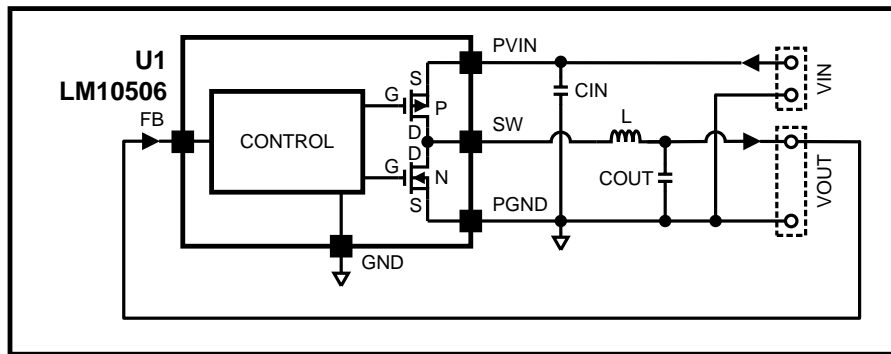 U1
LM10506
FB
CONTROL
G
S
P
D
D
G
N
S
PVIN
SW
PGND
GND
CIN
L
COUT
VIN
VOUT